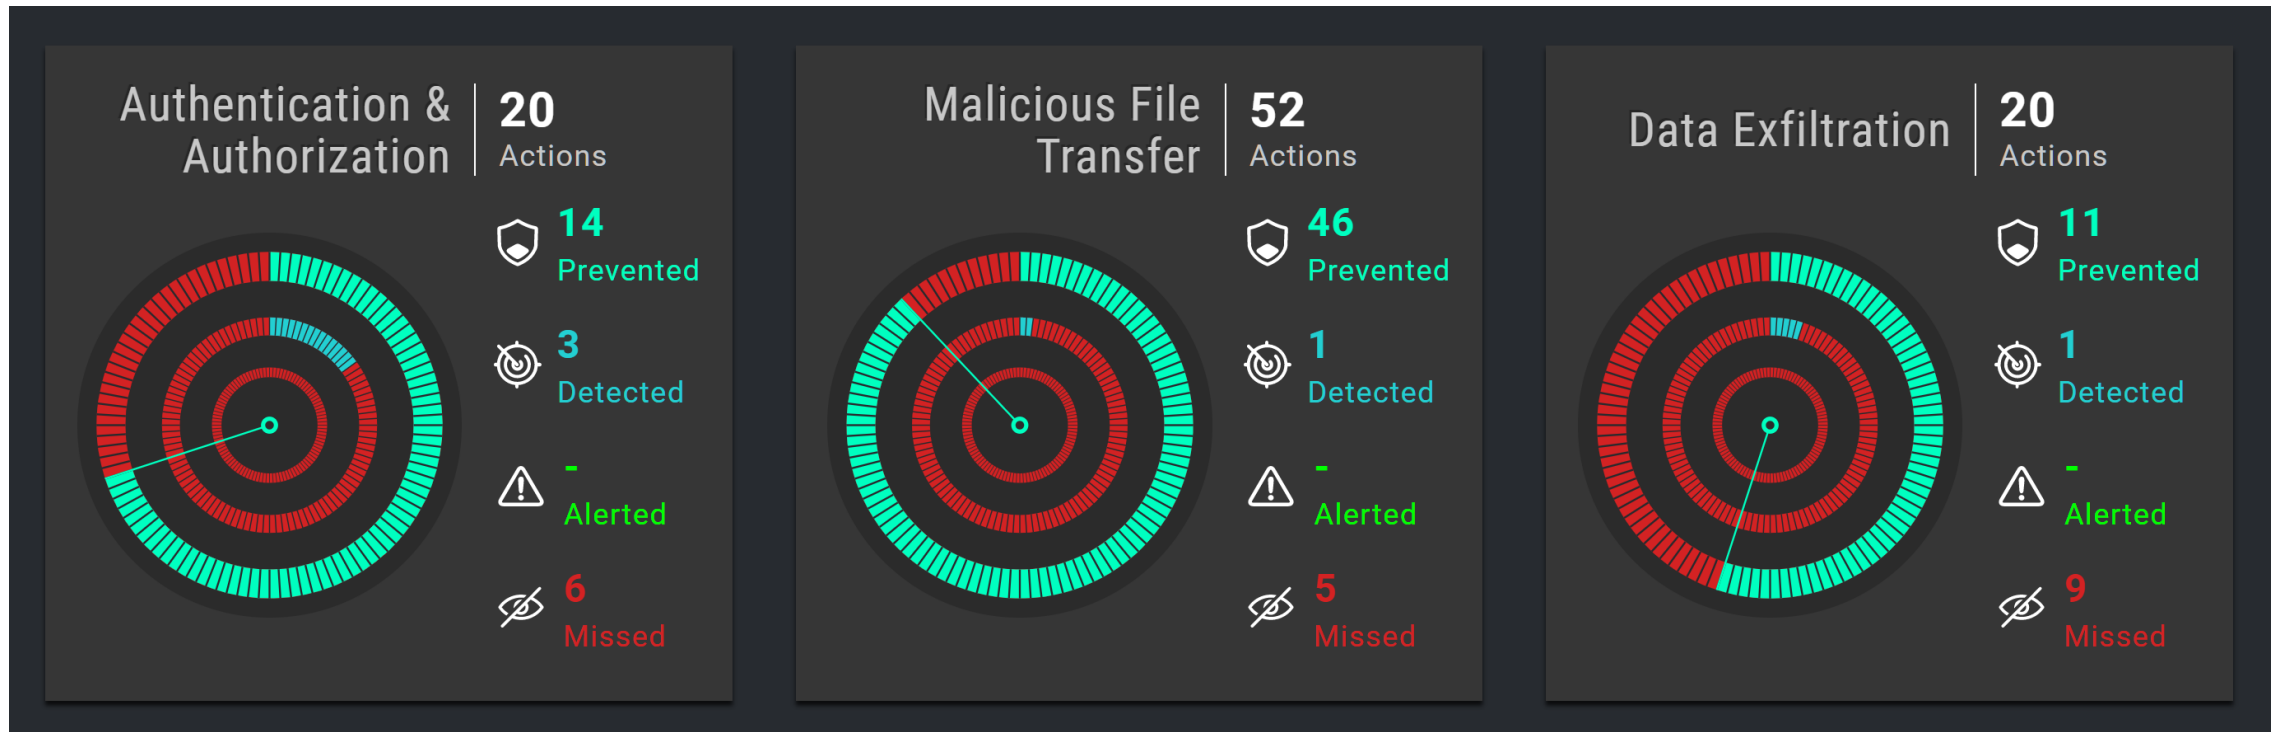 Authentication &
Authorization
20
Actions
14
Prevented
3
Detected
-
Alerted
6
Missed
Malicious File
Transfer
52
Actions
46
Prevented
1
Detected
-
Alerted
5
Missed
Data Exfiltration
20
Actions
11
Prevented
1
Detected
-
Alerted
9
Missed